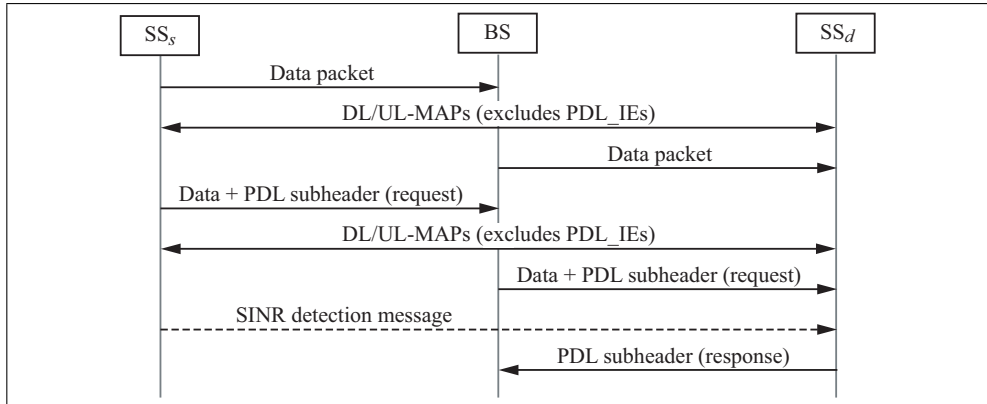 SSs BS SSd
Data packet
DL/UL-MAPs (excludes PDL_IEs)
Data packet
Data + PDL subheader (request)
DL/UL-MAPs (excludes PDL_IEs)
Data + PDL subheader (request)
SINR detection message
PDL subheader (response)